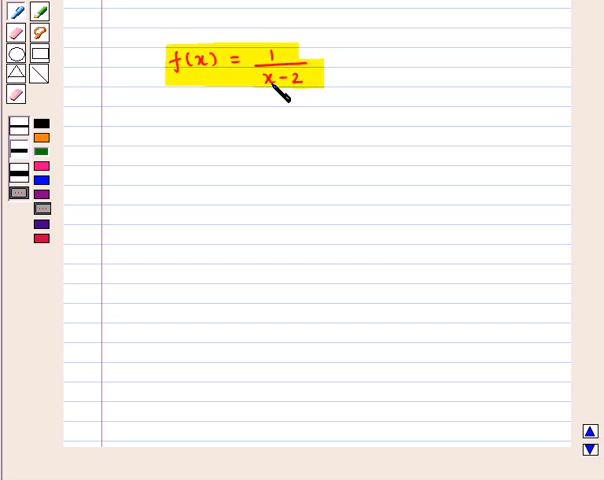 f(x) = 1/(x-2)